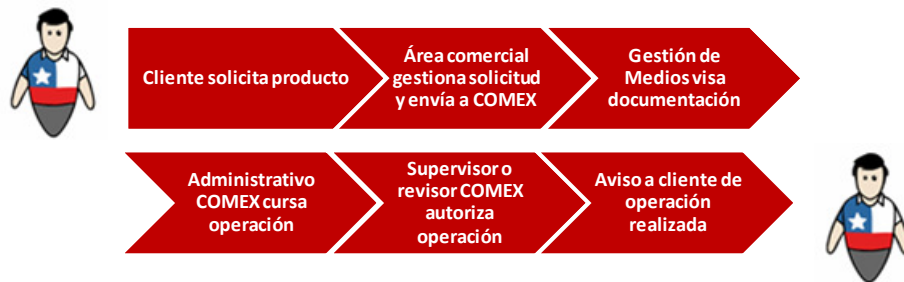 Cliente solicita producto
Área comercial
gestiona solicitud
y envía a COMEX
Gestión de
Medios visa
documentación
Administrativo
COMEX cursa
operación
Supervisor o
revisor COMEX
autoriza
operación
Aviso a cliente de
operación
realizada